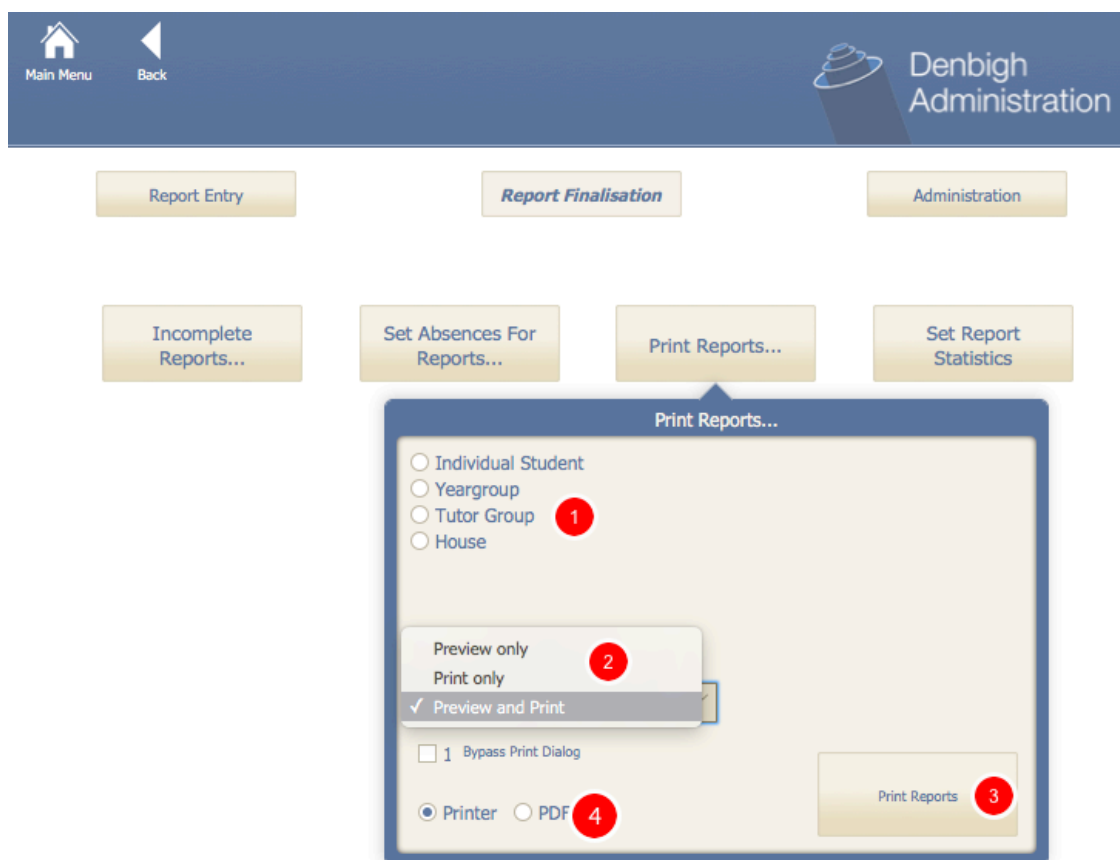 Main Menu
Back
Denbigh
Administration
Report Entry
Report Finalisation
Administration
Incomplete
Reports...
Set Absences For
Reports...
Print Reports...
Set Report
Statistics
Print Reports...
Individual Student
Yeargroup
Tutor Group
1
House
Preview only
2
Print only
✓ Preview and Print
1 Bypass Print Dialog
Printer
PDF
4
Print Reports
3